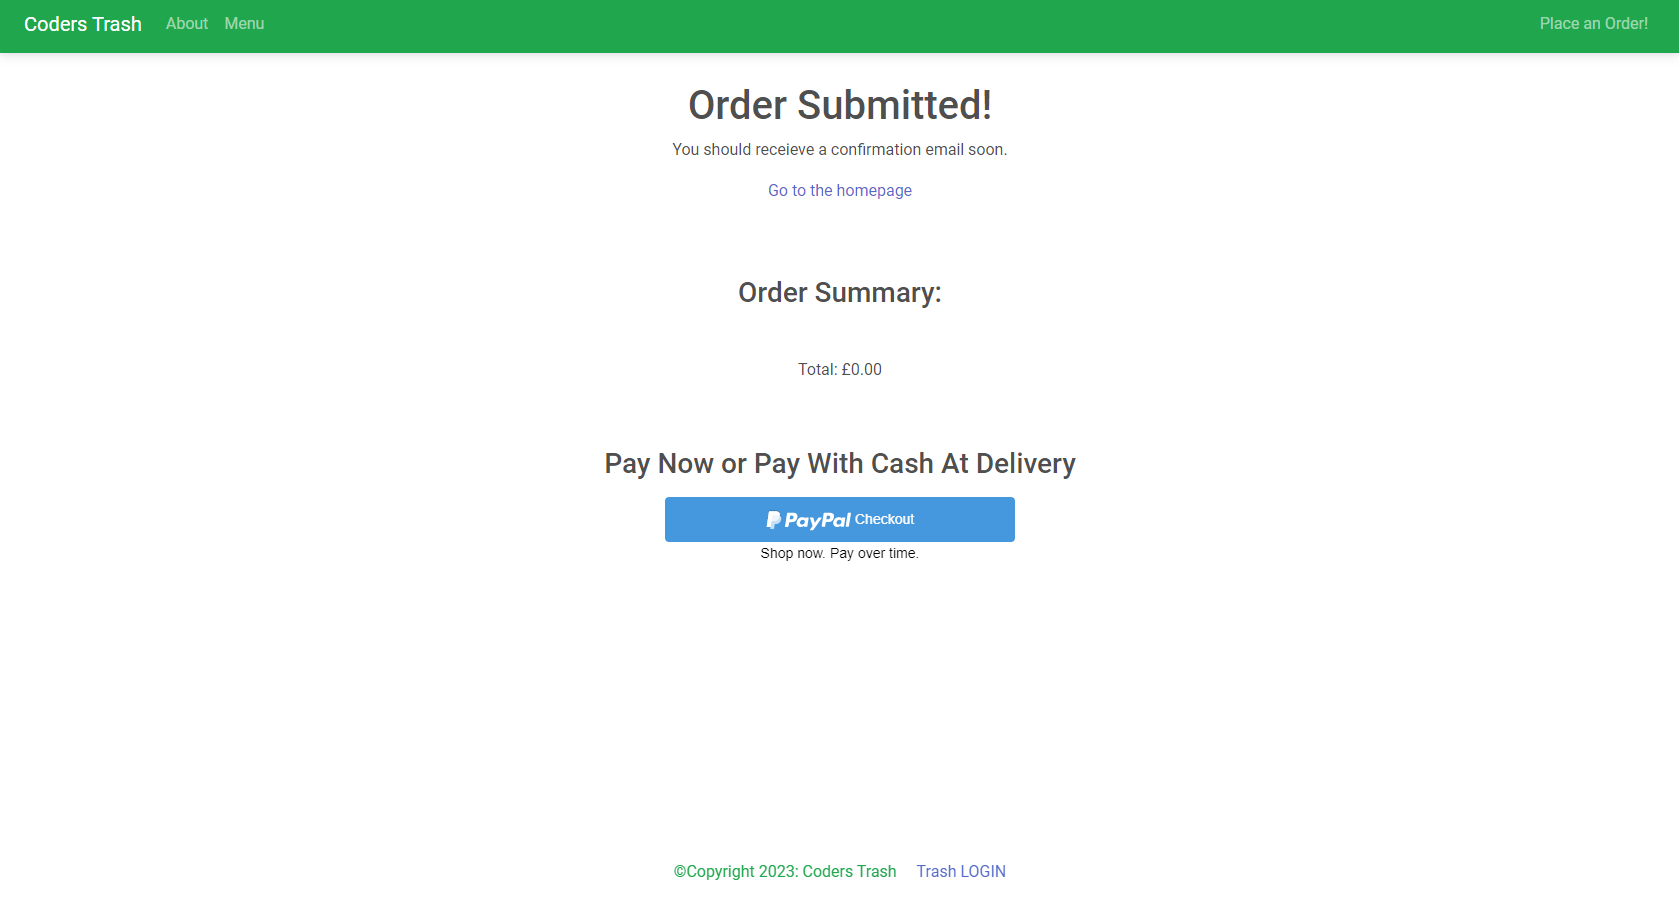 Coders Trash About Menu Place an Order!
Order Submitted!
You should receieve a confirmation email soon.
Go to the homepage
Order Summary:
Total: £0.00
Pay Now or Pay With Cash At Delivery
PayPal Checkout
Shop now. Pay over time.
©Copyright 2023: Coders Trash Trash LOGIN